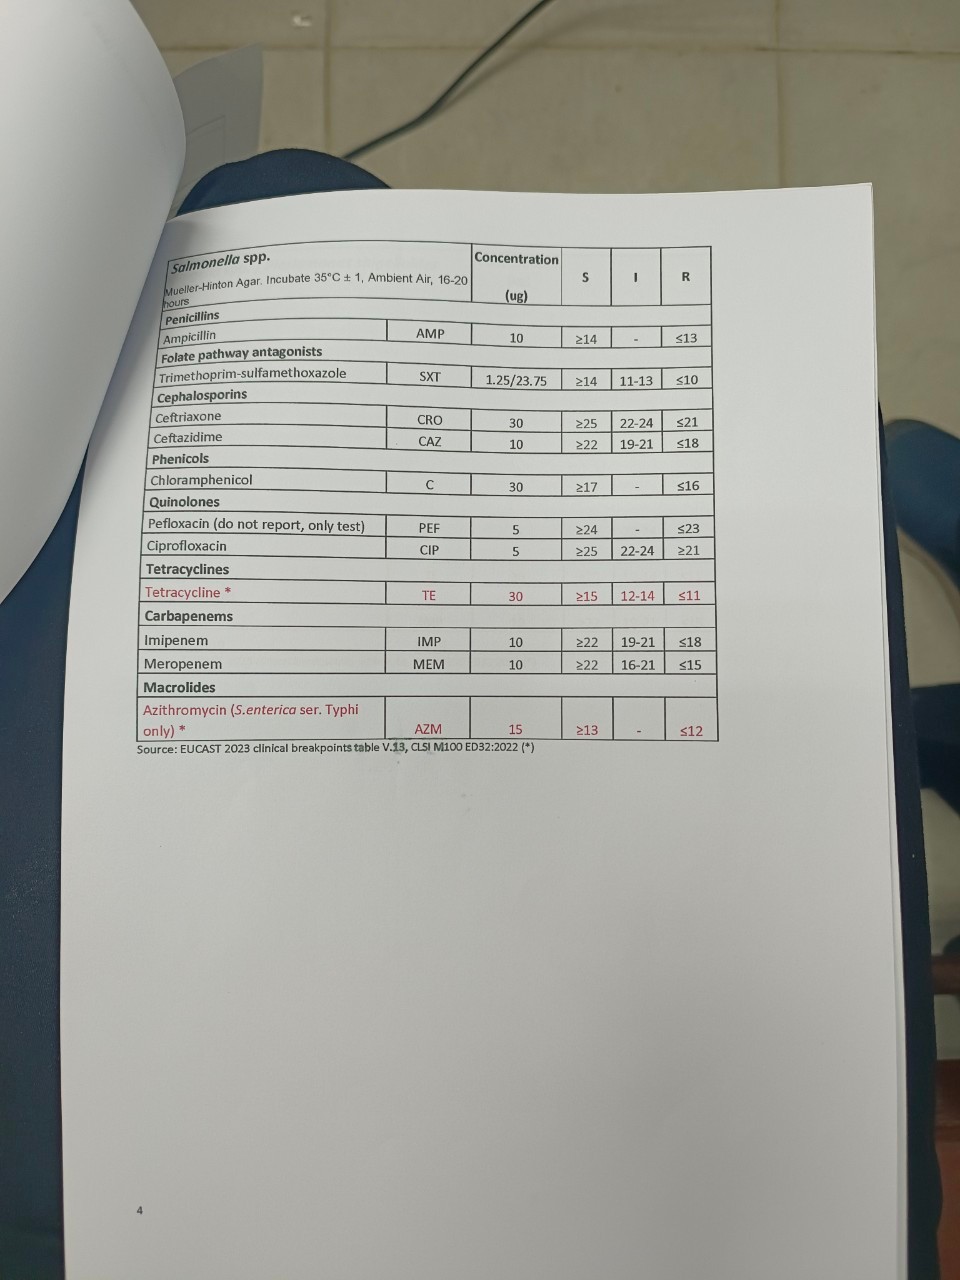 Salmonella spp.
Mueller-Hinton Agar. Incubate 35°C ± 1, Ambient Air, 16-20
hours
Concentration
(ug)
S I R
Penicillins
Ampicillin AMP 10 ≥14 - ≤13
Folate pathway antagonists
Trimethoprim-sulfamethoxazole SXT 1.25/23.75 ≥14 11-13 ≤10
Cephalosporins
Ceftriaxone CRO 30 ≥25 22-24 ≤21
Ceftazidime CAZ 10 ≥22 19-21 ≤18
Phenicols
Chloramphenicol C 30 ≥17 - ≤16
Quinolones
Pefloxacin (do not report, only test) PEF 5 ≥24 - ≤23
Ciprofloxacin CIP 5 ≥25 22-24 ≥21
Tetracyclines
Tetracycline * TE 30 ≥15 12-14 ≤11
Carbapenems
Imipenem IMP 10 ≥22 19-21 ≤18
Meropenem MEM 10 ≥22 16-21 ≤15
Macrolides
Azithromycin (S.enterica ser. Typhi
only) * AZM 15 ≥13 - ≤12
Source: EUCAST 2023 clinical breakpoints table V.13, CLSI M100 ED32:2022 (*)
4